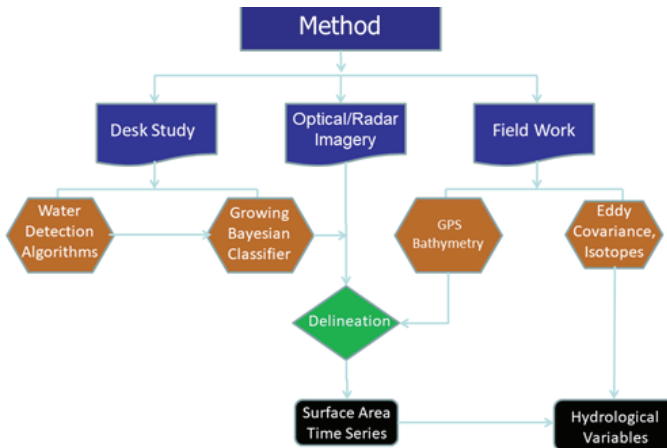 Method
Desk Study
Optical/Radar
Imagery
Field Work
Water
Detection
Algorithms
Growing
Bayesian
Classifier
GPS
Bathymetry
Eddy
Covariance,
Isotopes
Delineation
Surface Area
Time Series
Hydrological
Variables